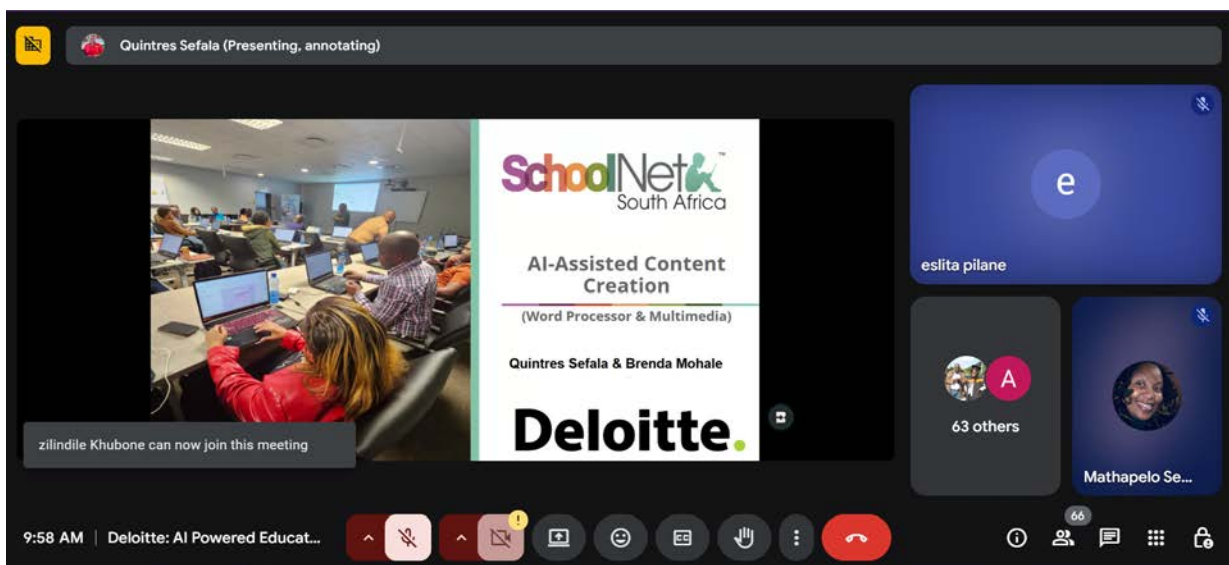 Quintres Sefala (Presenting, annotating)
SchoolNet™
South Africa
AI-Assisted Content
Creation
(Word Processor & Multimedia)
Quintres Sefala & Brenda Mohale
Deloitte.
zilindile Khubone can now join this meeting
e
eslita pilane
A
63 others
Mathapelo Se...
9:58 AM | Deloitte: AI Powered Educat...
!
CC
66